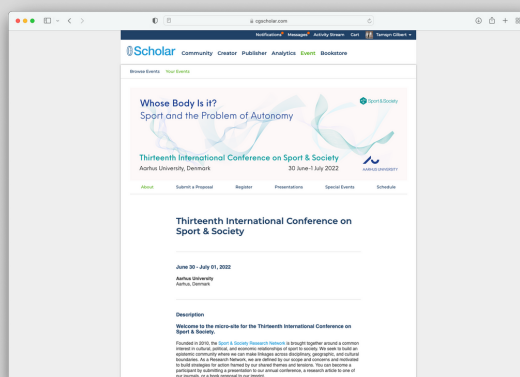 cgscholar.com
Notifications Messages Activity Stream Cart Tamsyn Gilbert
Scholar Community Creator Publisher Analytics Event Bookstore
Browse Events Your Events
Whose Body Is it?
Sport and the Problem of Autonomy
Sport & Society
Thirteenth International Conference on Sport & Society
Aarhus University, Denmark 30 June-1 July 2022
AARHUS UNIVERSITY
About Submit a Proposal Register Presentations Special Events Schedule
Thirteenth International Conference on
Sport & Society
June 30 - July 01, 2022
Aarhus University
Aarhus, Denmark
Description
Welcome to the micro-site for the Thirteenth International Conference on
Sport & Society.
Founded in 2010, the Sport & Society Research Network is brought together around a common
interest in cultural, political, and economic relationships of sport to society. We seek to build an
epistemic community where we can make linkages across disciplinary, geographic, and cultural
boundaries. As a Research Network, we are defined by our scope and concerns and motivated
to build strategies for action framed by our shared themes and tensions. You can become a
participant by submitting a presentation to our annual conference, a research article to one of
our journals, or a book proposal to our imprint.